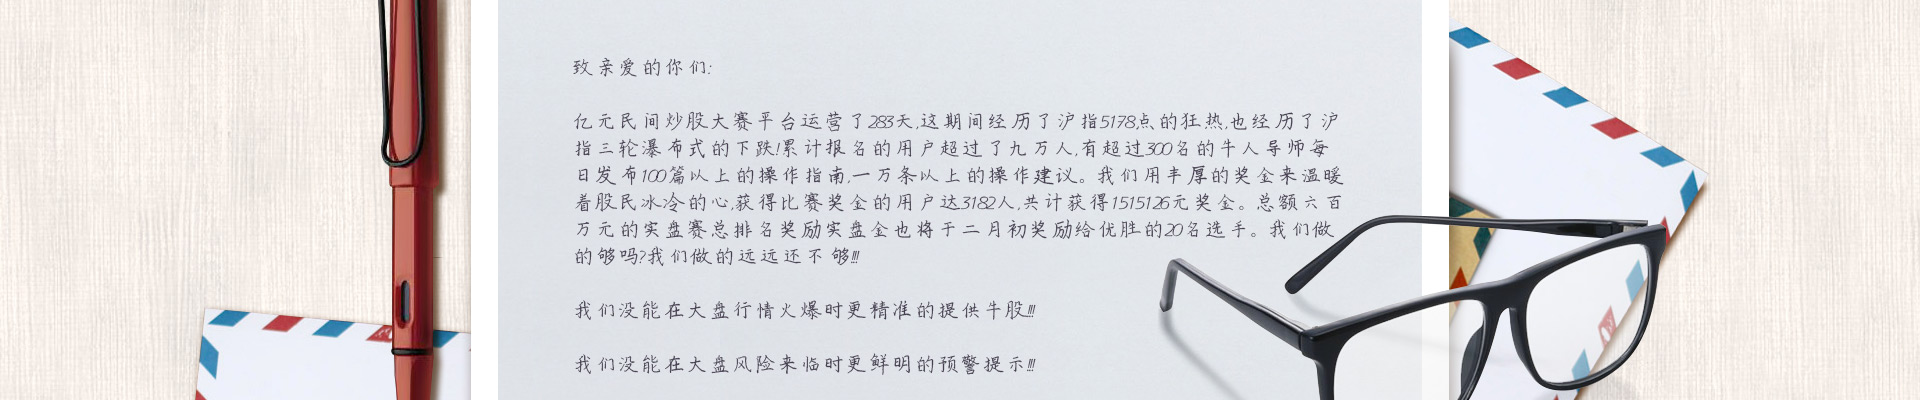 致亲爱的你们:
亿元民间炒股大赛平台运营了283天,这期间经历了沪指5178点的狂热,也经历了沪
指三轮瀑布式的下跌!累计报名的用户超过了九万人,有超过300名的牛人导师每
日发布100篇以上的操作指南,一万条以上的操作建议。我们用丰厚的奖金来温暖
着股民冰冷的心,获得比赛奖金的用户达3182人,共计获得1515126元奖金。总额六百
万元的实盘赛总排名奖励实盘金也将于二月初奖励给优胜的20名选手。我们做
的够吗?我们做的远远还不够!!!
我们没能在大盘行情火爆时更精准的提供牛股!!!
我们没能在大盘风险来临时更鲜明的预警提示!!!